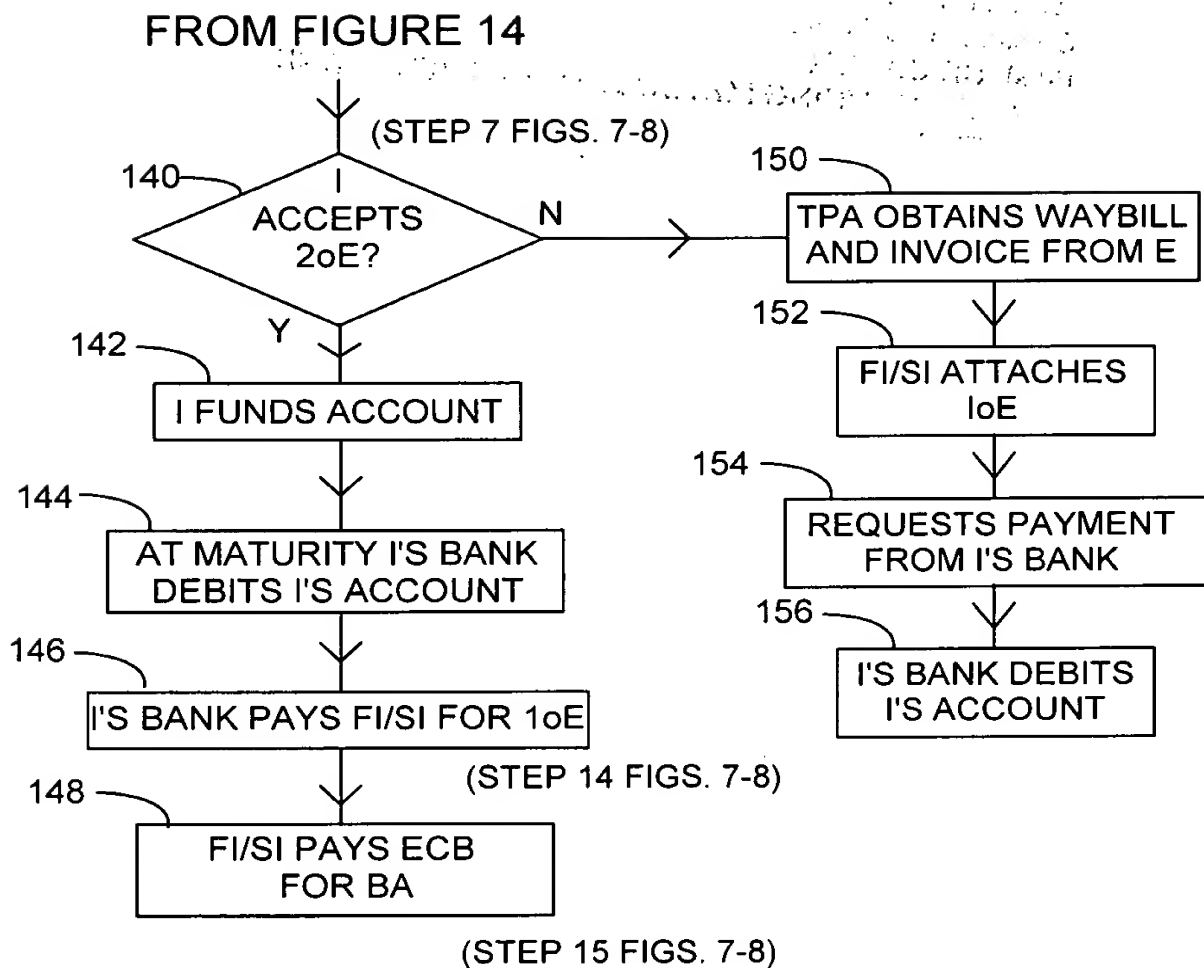 FROM FIGURE 14
(STEP 7 FIGS. 7-8)
140
I
ACCEPTS
2oE?
N
Y
142
I FUNDS ACCOUNT
144
AT MATURITY I'S BANK
DEBITS I'S ACCOUNT
146
I'S BANK PAYS FI/SI FOR 1oE
(STEP 14 FIGS. 7-8)
148
FI/SI PAYS ECB
FOR BA
(STEP 15 FIGS. 7-8)
150
TPA OBTAINS WAYBILL
AND INVOICE FROM E
152
FI/SI ATTACHES
IoE
154
REQUESTS PAYMENT
FROM I'S BANK
156
I'S BANK DEBITS
I'S ACCOUNT